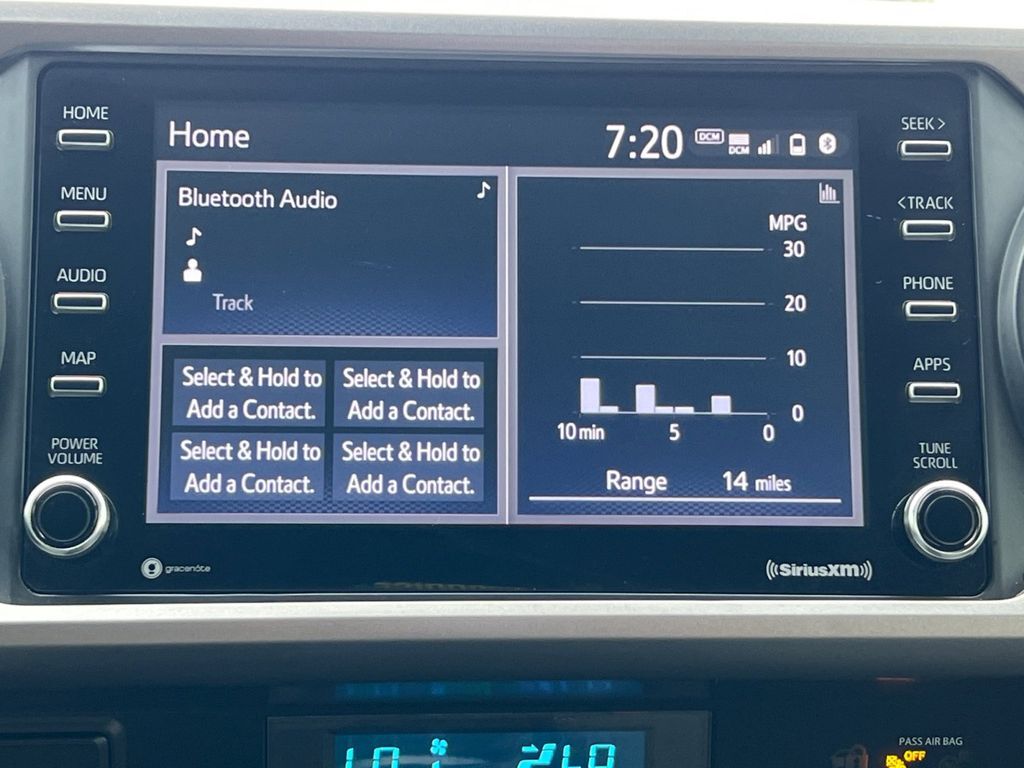 HOME
MENU
AUDIO
MAP
POWER
VOLUME
Home
7:20
DCM
DCM
Bluetooth Audio
Track
Select & Hold to
Add a Contact.
Select & Hold to
Add a Contact.
Select & Hold to
Add a Contact.
Select & Hold to
Add a Contact.
MPG
30
20
10
0
10 min 5 0
Range 14 miles
SEEK >
< TRACK
PHONE
APPS
TUNE
SCROLL
gracenote
((SiriusXM))
PASS AIR BAG
OFF